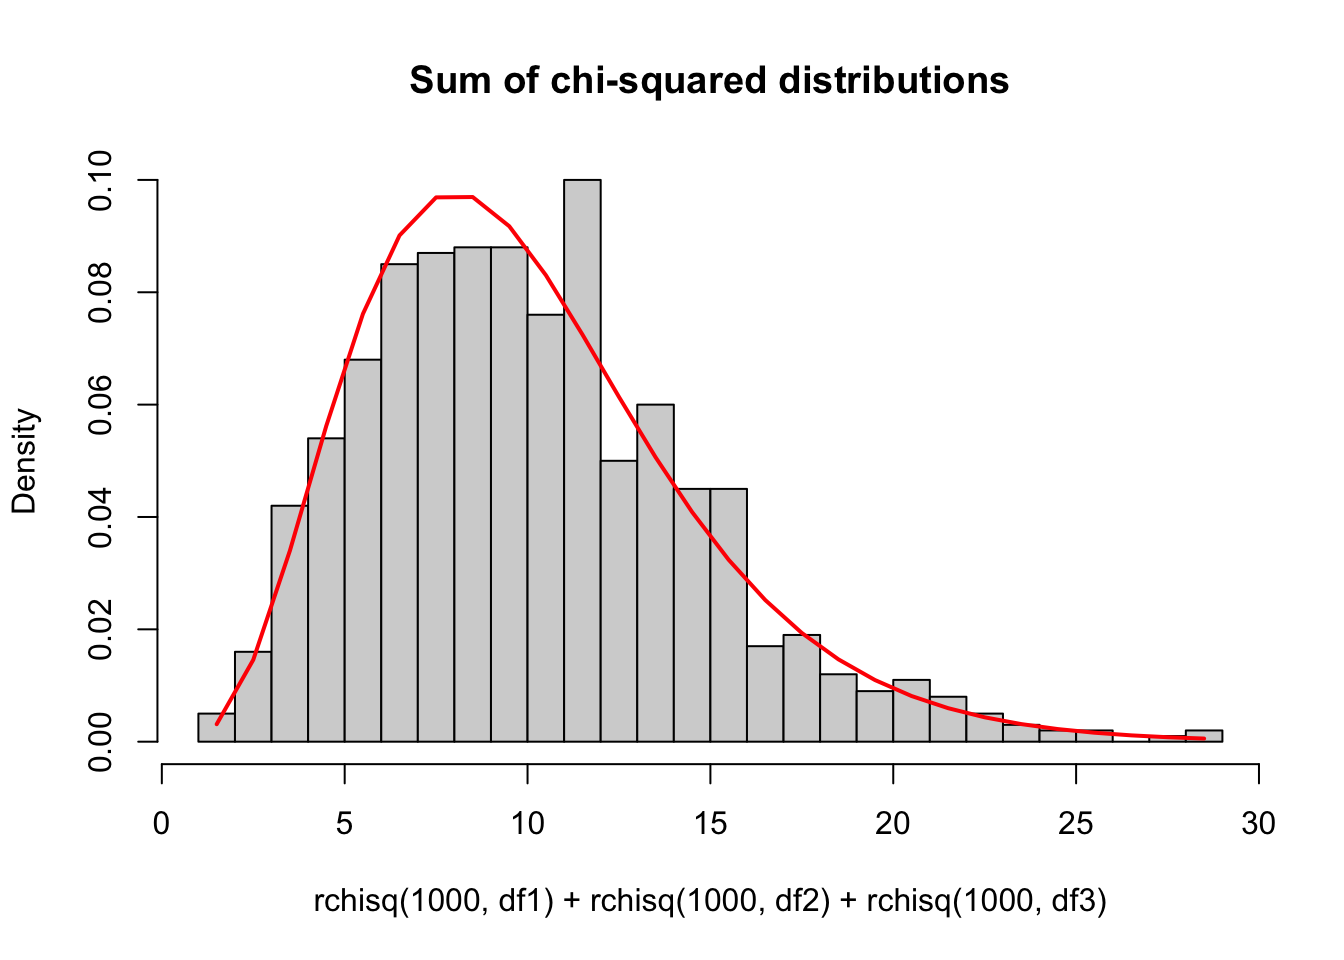 Sum of chi-squared distributions
Density
0.10
0.08
0.06
0.04
0.02
0.00
0 5 10 15 20 25 30
rchisq(1000, df1) + rchisq(1000, df2) + rchisq(1000, df3)